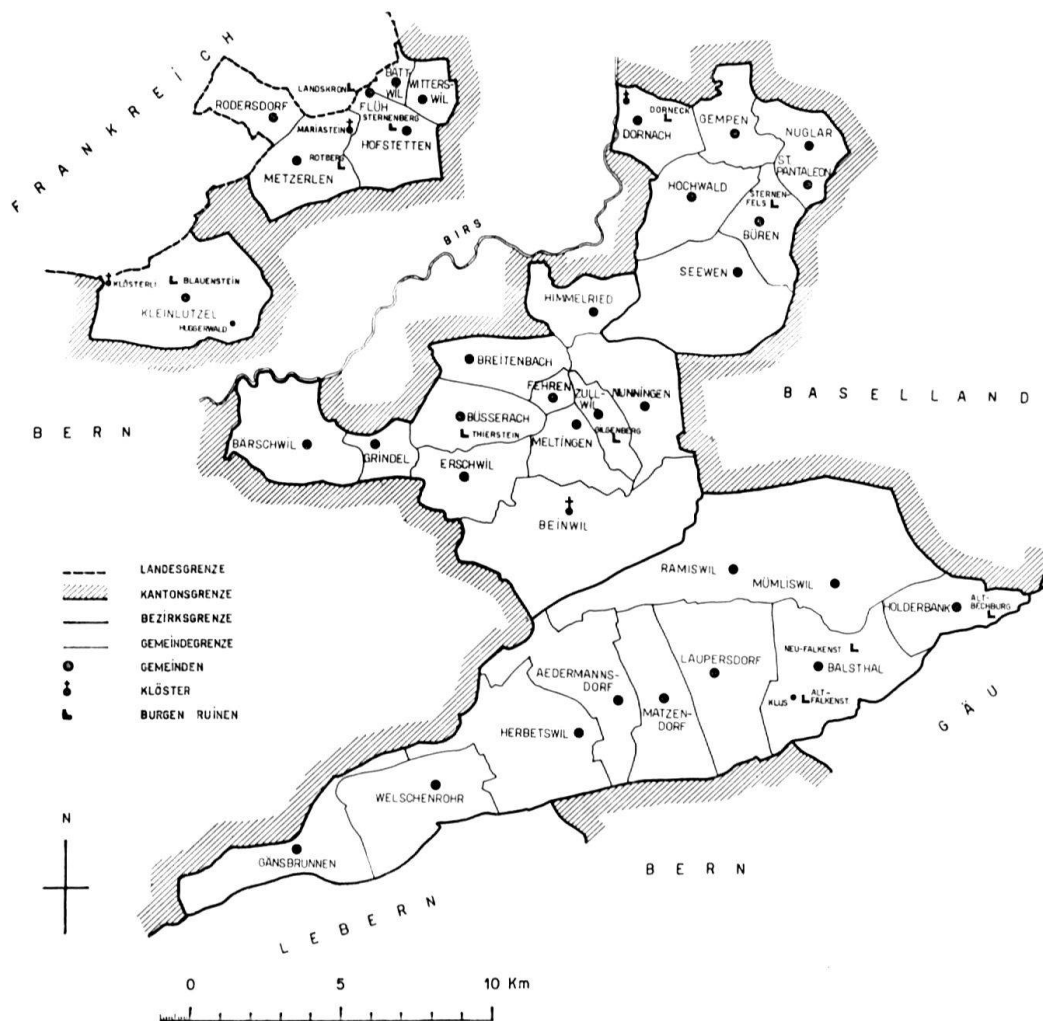 FRANKREICH
LANDSKRON
BÄTT
WIL
WITTERS-
WIL
RODERSDORF
FLÜH
STERNENBERG
MARIASTEIN
HOFSTETTEN
ROTBERG
METZERLEN
DORNECK
DORNACH
GEMPEN
NUGLAR
ST.
PANTALEON
HOCHWALD
STERNEN-
FELS
BÜREN
SEEWEN
BIRS
KLÖSTERLI
BLAUENSTEIN
KLEINLÜTZEL
HUGGERWALD
HIMMELRIED
BREITENBACH
FEHREN
ZULL-
WIL
NUNNINGEN
BÜSSERACH
THIERSTEIN
GILGENBERG
MELTINGEN
BASELLAND
BERN
BÄRSCHWIL
GRINDEL
ERSCHWIL
BEINWIL
LANDESGRENZE
KANTONSGRENZE
BEZIRKSGRENZE
GEMEINDEGRENZE
GEMEINDEN
KLÖSTER
BURGEN RUINEN
RAMISWIL
MÜMLISWIL
HOLDERBANK
ALT-
BECHBURG
NEU-FALKENST.
BALSTHAL
KLUS
ALT-
FALKENST.
LAUPERSDORF
AEDERMANNS-
DORF
MATZEN-
DORF
HERBETSWIL
WELSCHENROHR
GÄNSBRUNNEN
GÄU
BERN
LEBERN
N
0 5 10 Km